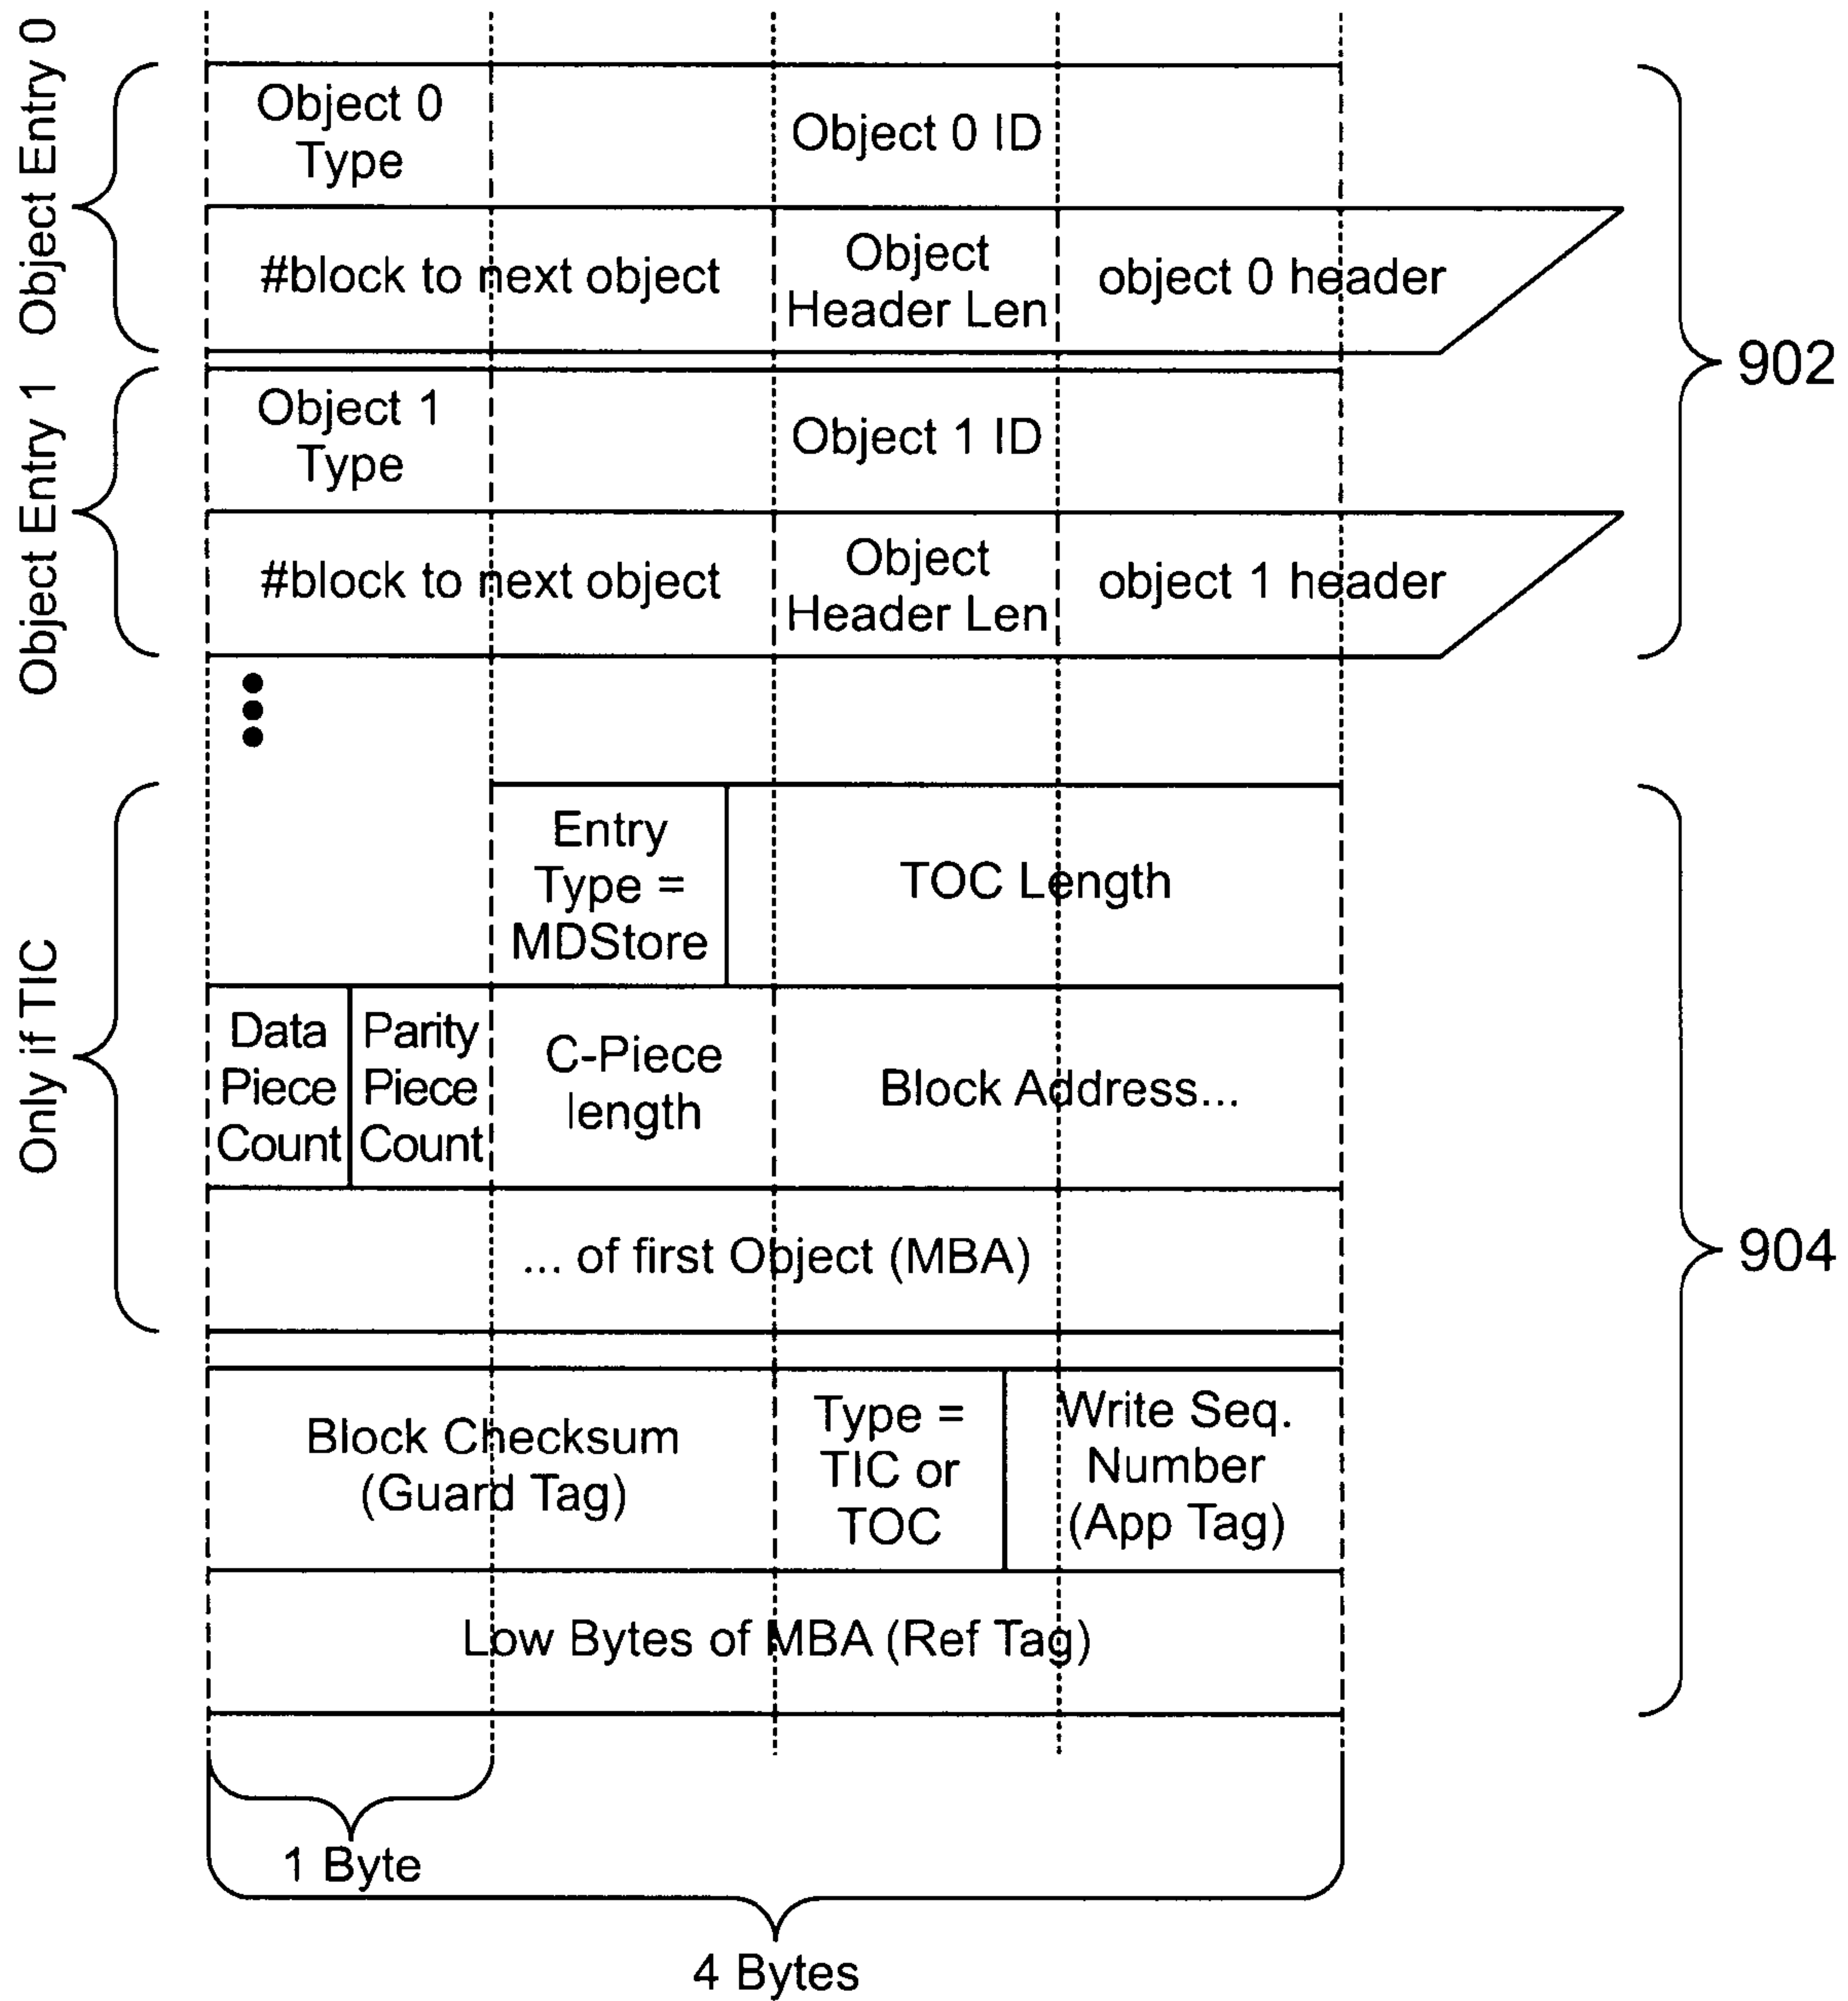 Object Entry 0
Object 0
Type
Object 0 ID
#block to next object
Object
Header Len
object 0 header
902
Object Entry 1
Object 1
Type
Object 1 ID
#block to next object
Object
Header Len
object 1 header
Only if TIC
Entry
Type =
MDStore
TOC Length
Data
Piece
Count
Parity
Piece
Count
C-Piece
length
Block Address...
... of first Object (MBA)
904
Block Checksum
(Guard Tag)
Type =
TIC or
TOC
Write Seq.
Number
(App Tag)
Low Bytes of MBA (Ref Tag)
1 Byte
4 Bytes